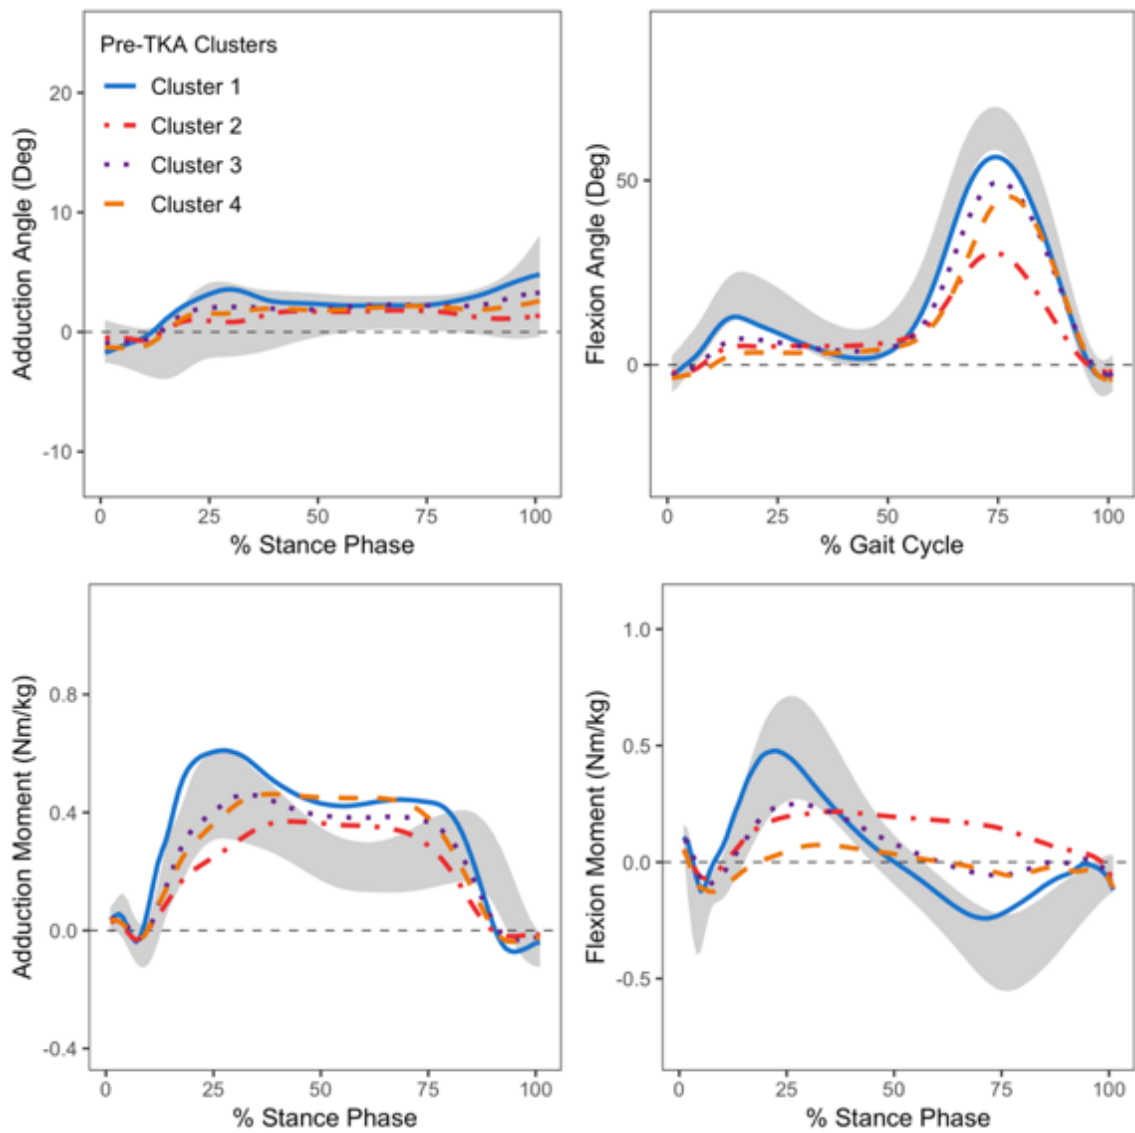 Pre-TKA Clusters
Cluster 1
Cluster 2
Cluster 3
Cluster 4
Adduction Angle (Deg)
20
10
0
-10
0 25 50 75 100
% Stance Phase
Flexion Angle (Deg)
50
0
0 25 50 75 100
% Gait Cycle
Adduction Moment (Nm/kg)
0.8
0.4
0.0
-0.4
0 25 50 75 100
% Stance Phase
Flexion Moment (Nm/kg)
1.0
0.5
0.0
-0.5
0 25 50 75 100
% Stance Phase